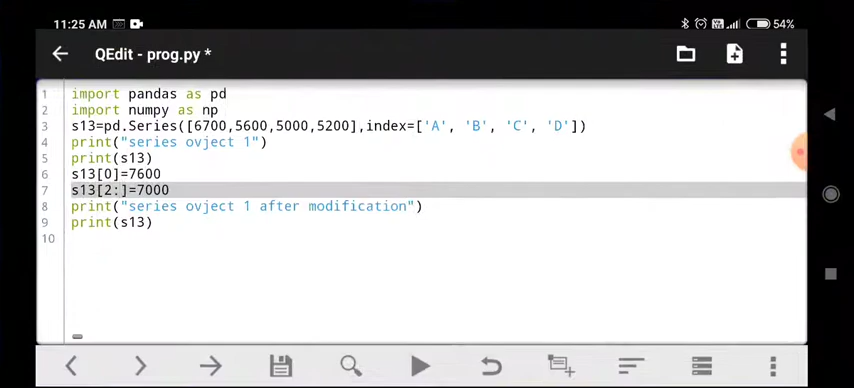 11:25 AM
54%
QEdit - prog.py *
1 import pandas as pd
2 import numpy as np
3 s13=pd.Series([6700,5600,5000,5200],index=['A', 'B', 'C', 'D'])
4 print("series ovject 1")
5 print(s13)
6 s13[0]=7600
7 s13[2:]=7000
8 print("series ovject 1 after modification")
9 print(s13)
10